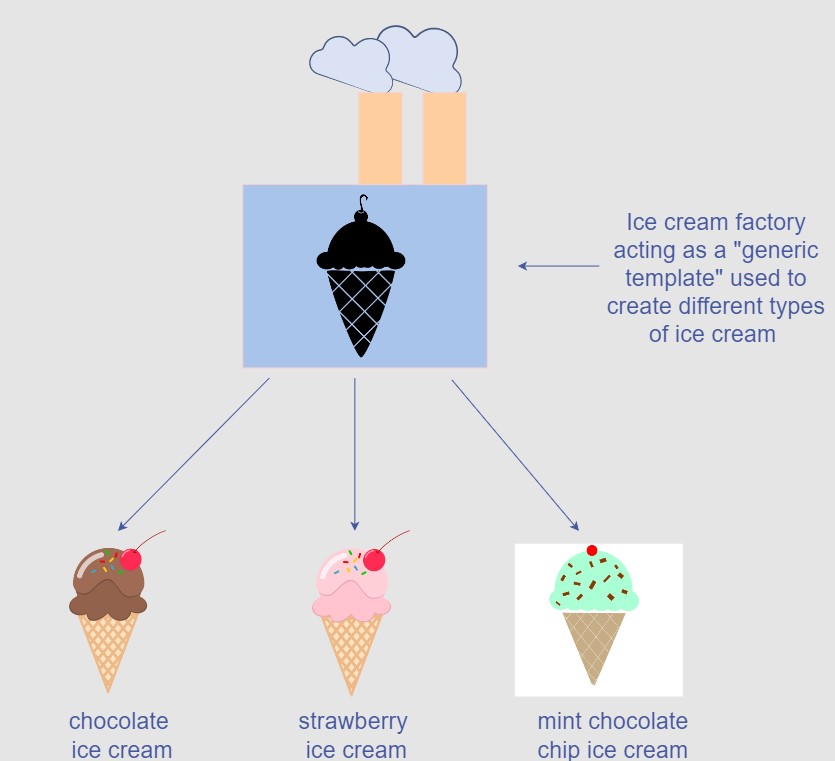 Ice cream factory
acting as a "generic
template" used to
create different types
of ice cream
chocolate
ice cream
strawberry
ice cream
mint chocolate
chip ice cream